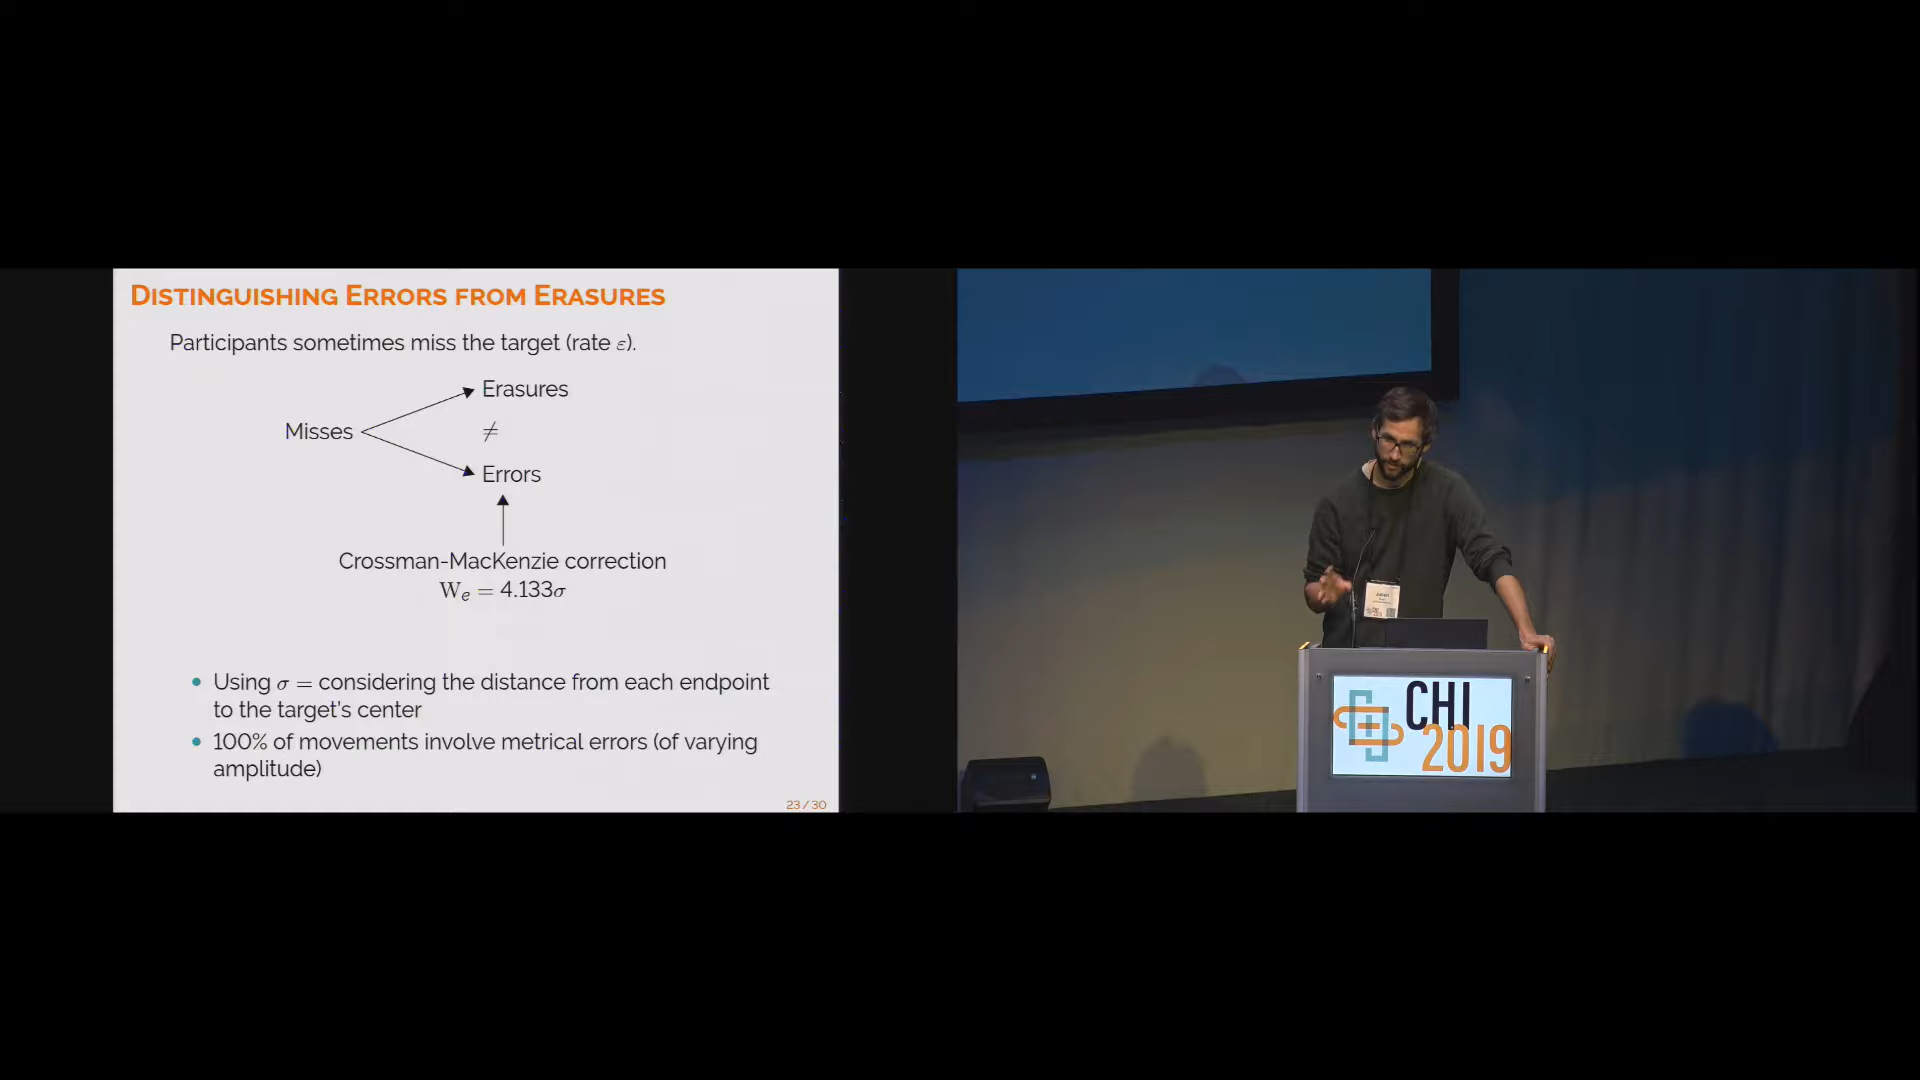 DISTINGUISHING ERRORS FROM ERASURES
Participants sometimes miss the target (rate ε).
Erasures
Misses
≠
Errors
Crossman-MacKenzie correction
Wₑ = 4.133σ
• Using σ = considering the distance from each endpoint
to the target's center
• 100% of movements involve metrical errors (of varying
amplitude)
23 / 30
CHI
2019